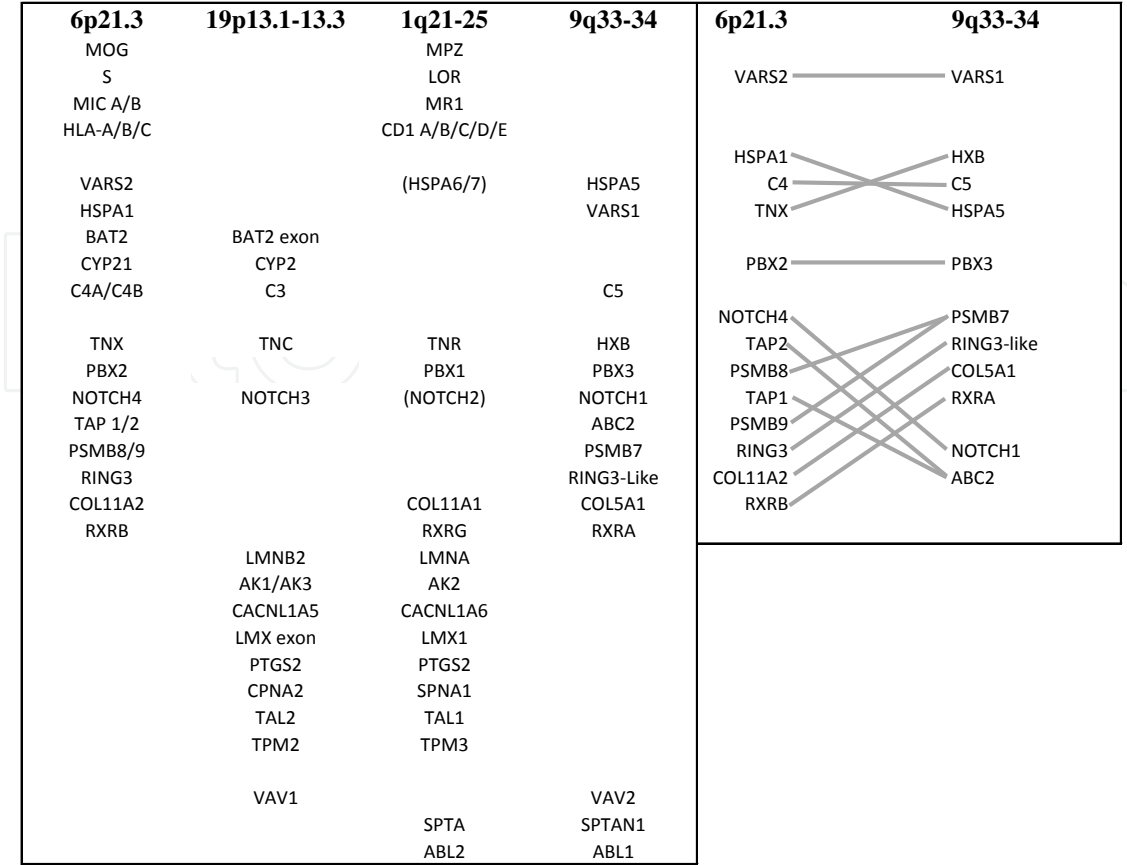 6p21.3 19p13.1-13.3 1q21-25 9q33-34
MOG MPZ
S LOR
MIC A/B MR1
HLA-A/B/C CD1 A/B/C/D/E
VARS2 (HSPA6/7) HSPA5
HSPA1 VARS1
BAT2 BAT2 exon
CYP21 CYP2
C4A/C4B C3 C5
TNX TNC TNR HXB
PBX2 PBX1 PBX3
NOTCH4 NOTCH3 (NOTCH2) NOTCH1
TAP 1/2 ABC2
PSMB8/9 PSMB7
RING3 RING3-Like
COL11A2 COL11A1 COL5A1
RXRB RXRG RXRA
LMNB2 LMNA
AK1/AK3 AK2
CACNL1A5 CACNL1A6
LMX exon LMX1
PTGS2 PTGS2
CPNA2 SPNA1
TAL2 TAL1
TPM2 TPM3
VAV1 VAV2
SPTA SPTAN1
ABL2 ABL1
6p21.3 9q33-34
VARS2 VARS1
HSPA1 HXB
C4 C5
TNX HSPA5
PBX2 PBX3
NOTCH4 PSMB7
TAP2 RING3-like
PSMB8 COL5A1
TAP1 RXRA
PSMB9
RING3 NOTCH1
COL11A2 ABC2
RXRB